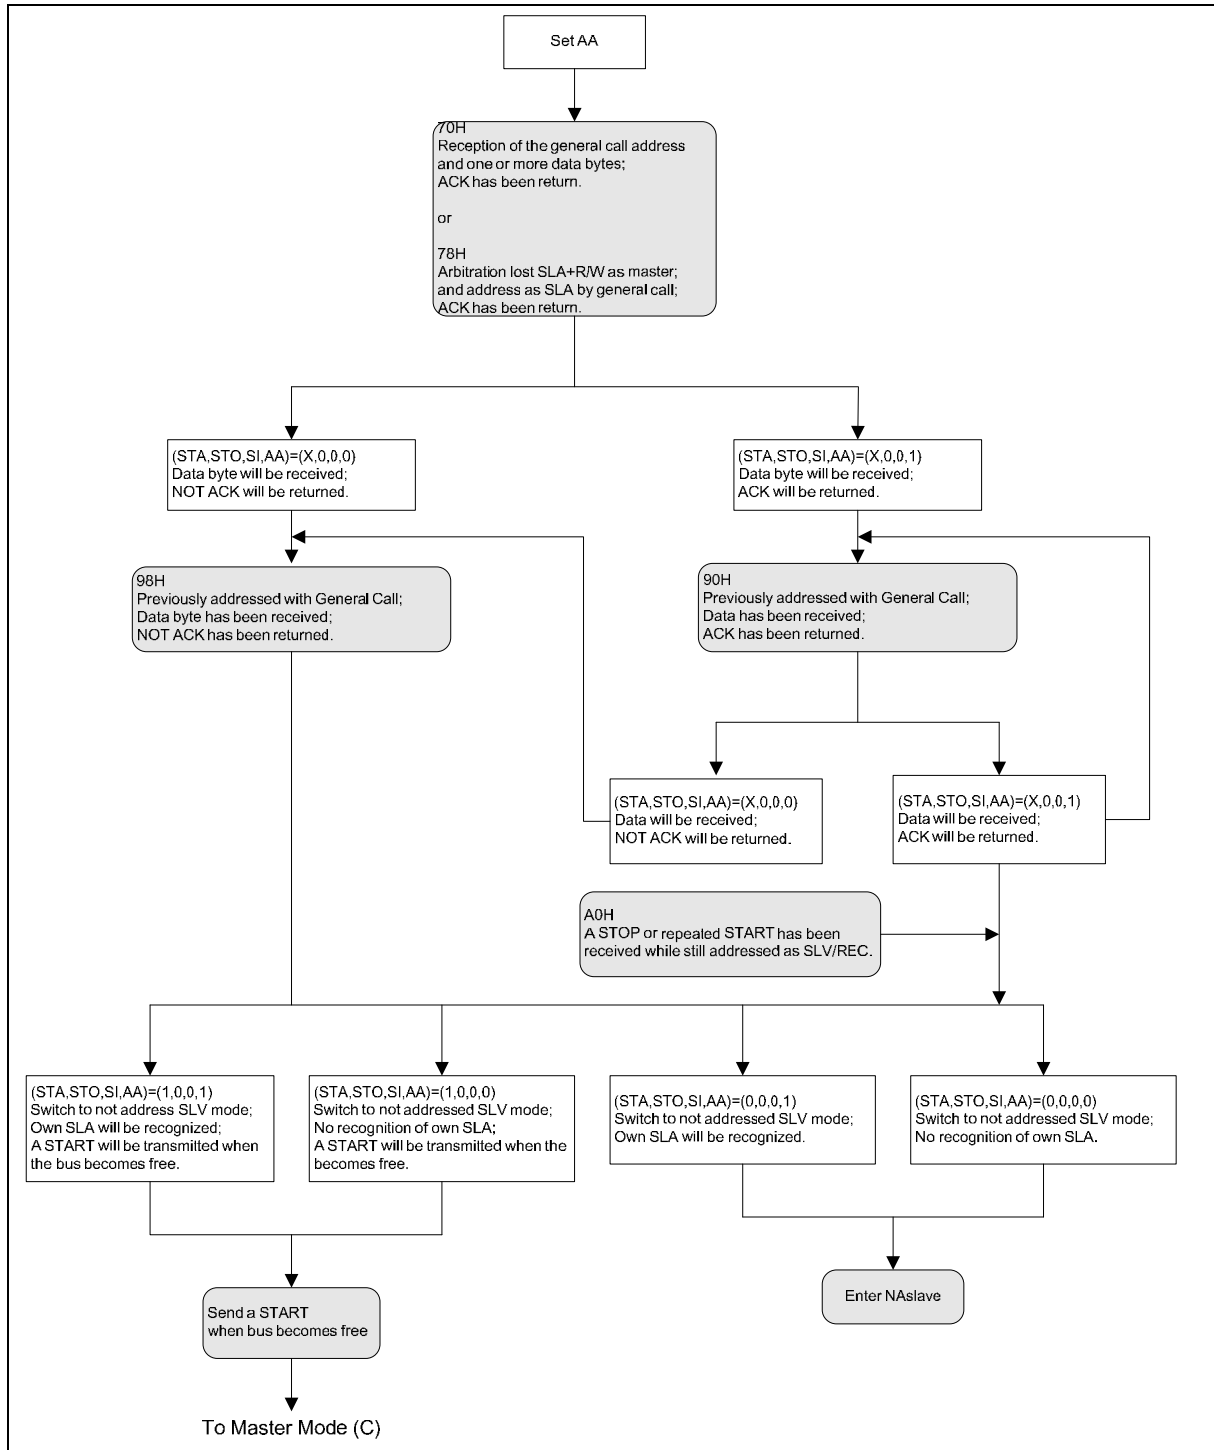 Set AA
70H
Reception of the general call address
and one or more data bytes;
ACK has been return.
or
78H
Arbitration lost SLA+R/W as master;
and address as SLA by general call;
ACK has been return.
(STA,STO,SI,AA)=(X,0,0,0)
Data byte will be received;
NOT ACK will be returned.
(STA,STO,SI,AA)=(X,0,0,1)
Data byte will be received;
ACK will be returned.
98H
Previously addressed with General Call;
Data byte has been received;
NOT ACK has been returned.
90H
Previously addressed with General Call;
Data has been received;
ACK has been returned.
(STA,STO,SI,AA)=(X,0,0,0)
Data will be received;
NOT ACK will be returned.
(STA,STO,SI,AA)=(X,0,0,1)
Data will be received;
ACK will be returned.
A0H
A STOP or repeated START has been
received while still addressed as SLV/REC.
(STA,STO,SI,AA)=(1,0,0,1)
Switch to not address SLV mode;
Own SLA will be recognized;
A START will be transmitted when
the bus becomes free.
(STA,STO,SI,AA)=(1,0,0,0)
Switch to not addressed SLV mode;
No recognition of own SLA;
A START will be transmitted when the
becomes free.
(STA,STO,SI,AA)=(0,0,0,1)
Switch to not addressed SLV mode;
Own SLA will be recognized.
(STA,STO,SI,AA)=(0,0,0,0)
Switch to not addressed SLV mode;
No recognition of own SLA.
Send a START
when bus becomes free
Enter NAslave
To Master Mode (C)